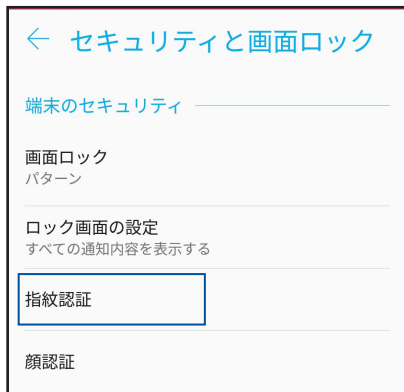 ← セキュリティと画面ロック
端末のセキュリティ
画面ロック
パターン
ロック画面の設定
すべての通知内容を表示する
指紋認証
顔認証